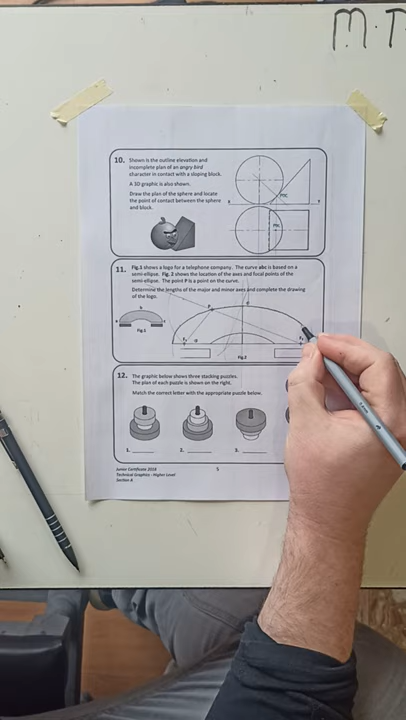 M.T
10. Shown is the outline elevation and
incomplete plan of an angry bird
character in contact with a sloping block.
A 3D graphic is also shown.
Draw the plan of the sphere and locate
the point of contact between the sphere
and block.
POC
X
Y
POC
11. Fig.1 shows a logo for a telephone company. The curve abc is based on a
semi-ellipse. Fig. 2 shows the location of the axes and focal points of the
semi-ellipse. The point P is a point on the curve.
Determine the lengths of the major and minor axes and complete the drawing
of the logo.
P
b
a
c
Fig.1
Fig.2
12. The graphic below shows three stacking puzzles.
The plan of each puzzle is shown on the right.
Match the correct letter with the appropriate puzzle below.
1. ______
2. ______
3. ______
Junior Certificate 2018
Technical Graphics - Higher Level
Section A
5